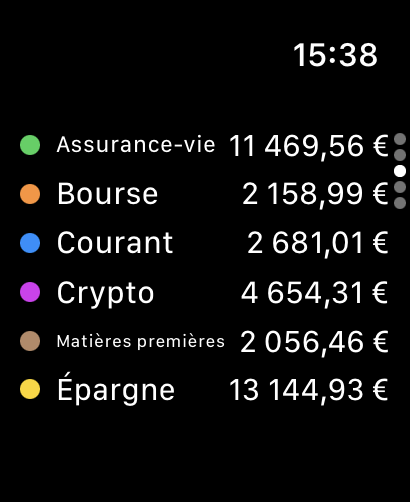 15:38
Assurance-vie 11 469,56 €
Bourse 2 158,99 €
Courant 2 681,01 €
Crypto 4 654,31 €
Matières premières 2 056,46 €
Épargne 13 144,93 €